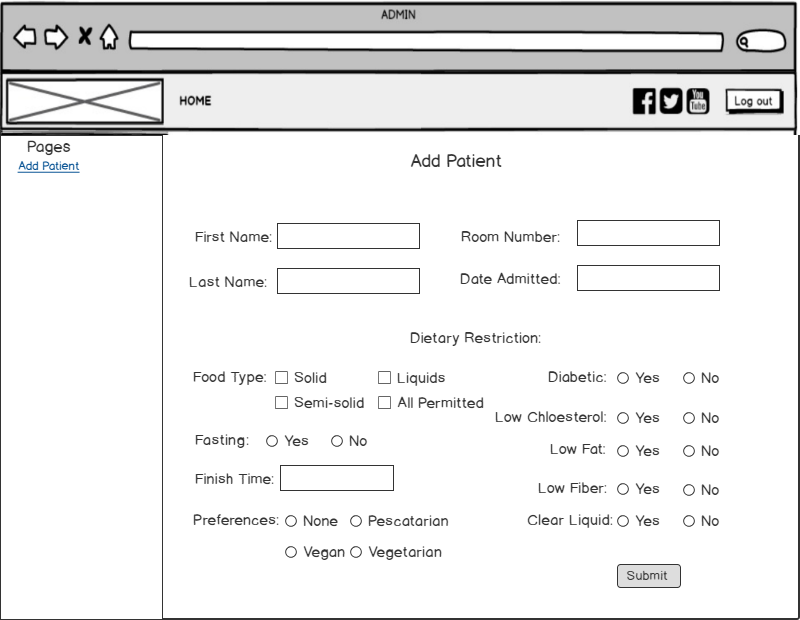 ADMIN
HOME
You Tube
Log out
Pages
Add Patient
Add Patient
First Name:
Room Number:
Last Name:
Date Admitted:
Dietary Restriction:
Food Type: Solid Liquids
Semi-solid All Permitted
Diabetic: Yes No
Low Chloesterol: Yes No
Fasting: Yes No
Low Fat: Yes No
Finish Time:
Low Fiber: Yes No
Preferences: None Pescatarian
Vegan Vegetarian
Clear Liquid: Yes No
Submit